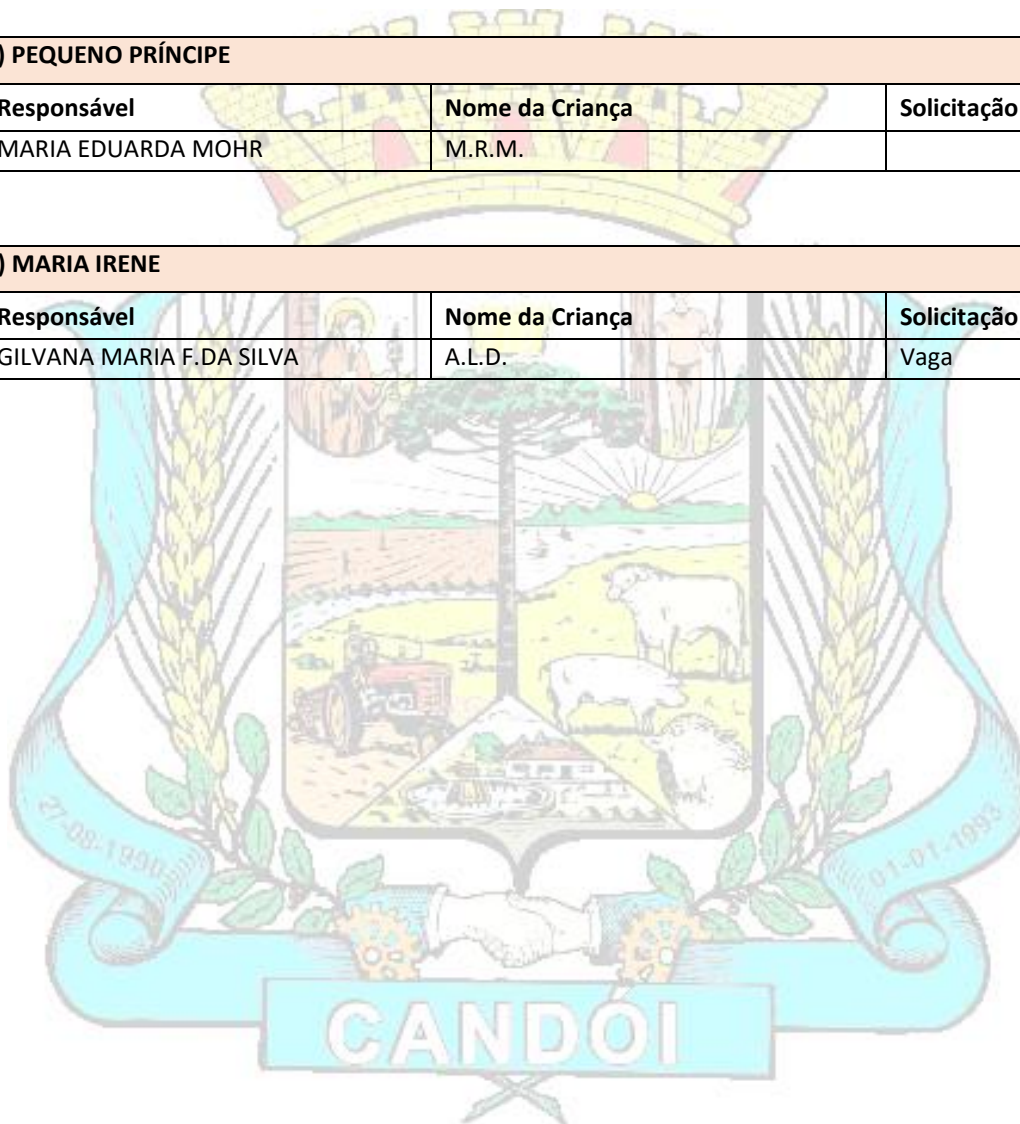 ) PEQUENO PRÍNCIPE
Responsável Nome da Criança Solicitação
MARIA EDUARDA MOHR M.R.M.
) MARIA IRENE
Responsável Nome da Criança Solicitação
GILVANA MARIA F.DA SILVA A.L.D. Vaga
27-08-1990 01-01-1993
CANDÓI